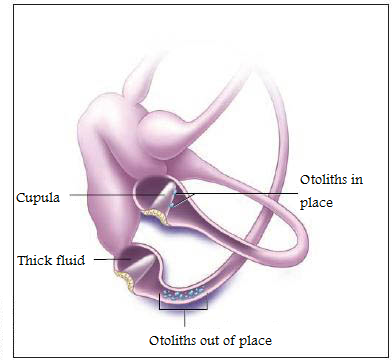 Otoliths in
place
Cupula
Thick fluid
Otoliths out of place